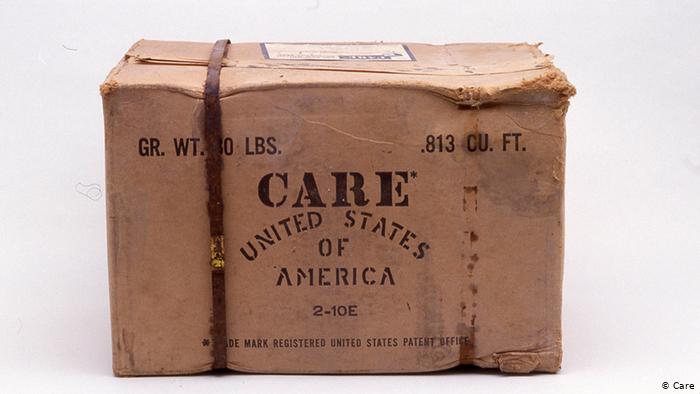 GR. WT. 30 LBS.
.813 CU. FT.
CARE*
UNITED STATES
OF
AMERICA
2-10E
* ADE MARK REGISTERED UNITED STATES PATENT OFFICE
© Care